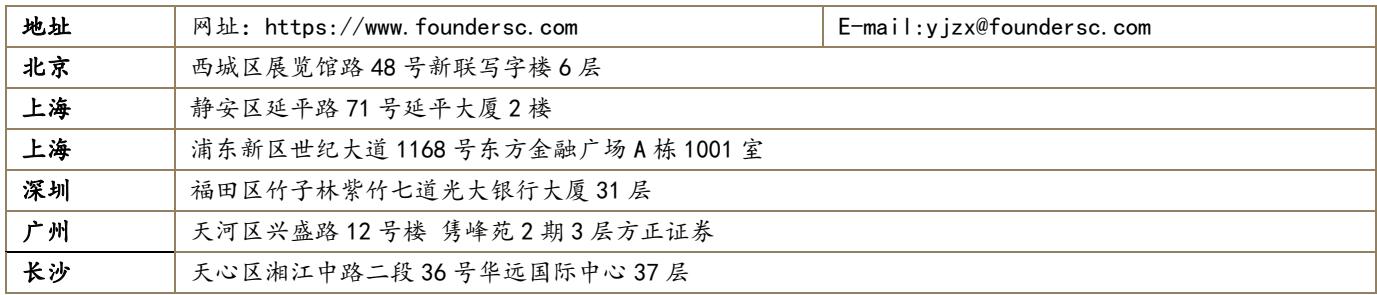 地址 网址：https://www.foundersc.com E-mail:yjzx@foundersc.com
北京 西城区展览馆路 48 号新联写字楼 6 层
上海 静安区延平路 71 号延平大厦 2 楼
上海 浦东新区世纪大道 1168 号东方金融广场 A 栋 1001 室
深圳 福田区竹子林紫竹七道光大银行大厦 31 层
广州 天河区兴盛路 12 号楼 隽峰苑 2 期 3 层方正证券
长沙 天心区湘江中路二段 36 号华远国际中心 37 层